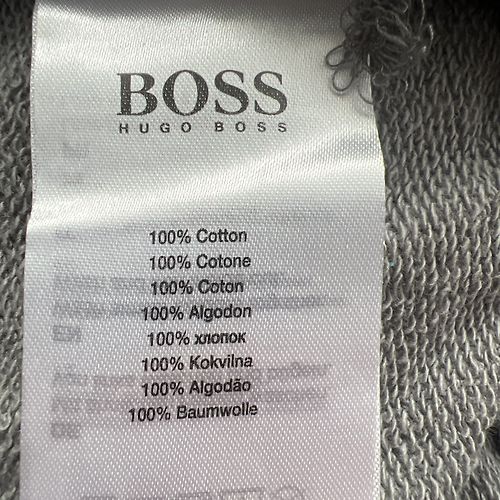 BOSS
HUGO BOSS
100% Cotton
100% Cotone
100% Coton
100% Algodon
100% хлопок
100% Kokvilna
100% Algodão
100% Baumwolle